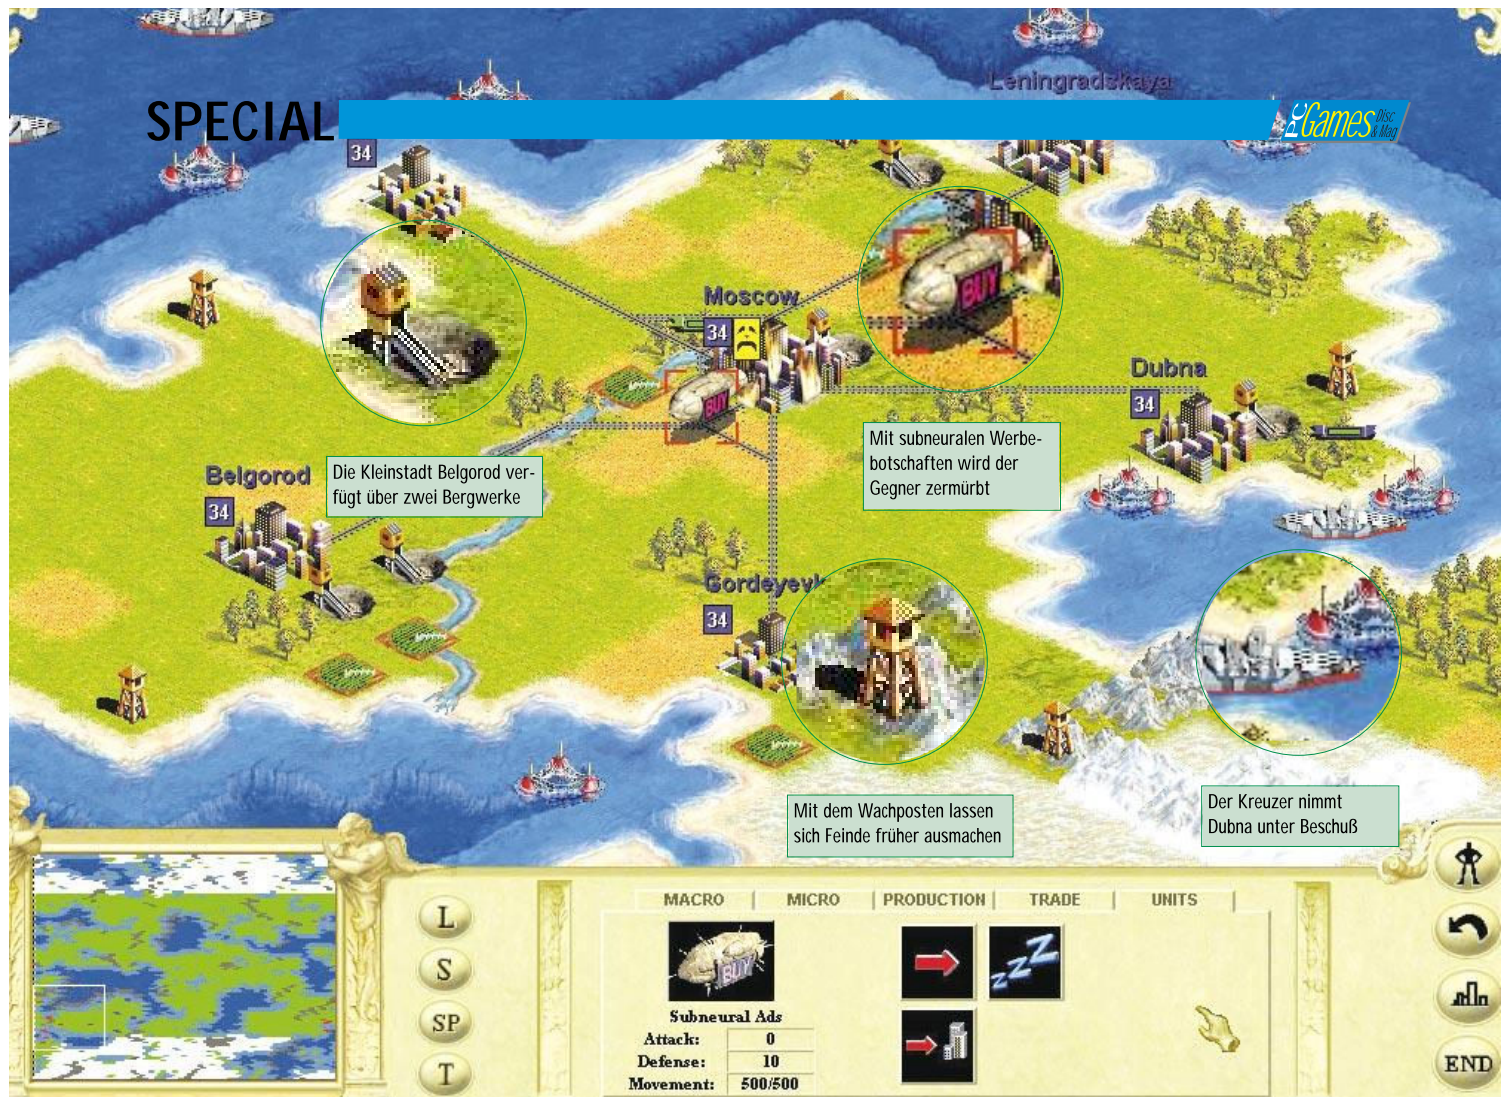 Leningradskaya
SPECIAL
PC Games Disc & Mag
34
Moscow
34
BUY
BUY
Dubna
34
Mit subneuralen Werbe-
botschaften wird der
Gegner zermürbt
Belgorod
34
Die Kleinstadt Belgorod ver-
fügt über zwei Bergwerke
Gordeyevk
34
Mit dem Wachposten lassen
sich Feinde früher ausmachen
Der Kreuzer nimmt
Dubna unter Beschuß
L
S
SP
T
MACRO | MICRO | PRODUCTION | TRADE | UNITS |
BUY
zzz
Subneural Ads
Attack: 0
Defense: 10
Movement: 500/500
END